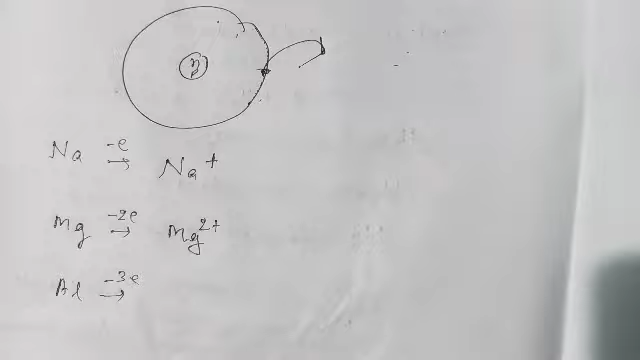 Na -e → Na⁺
Mg -2e → Mg²⁺
Al -3e →